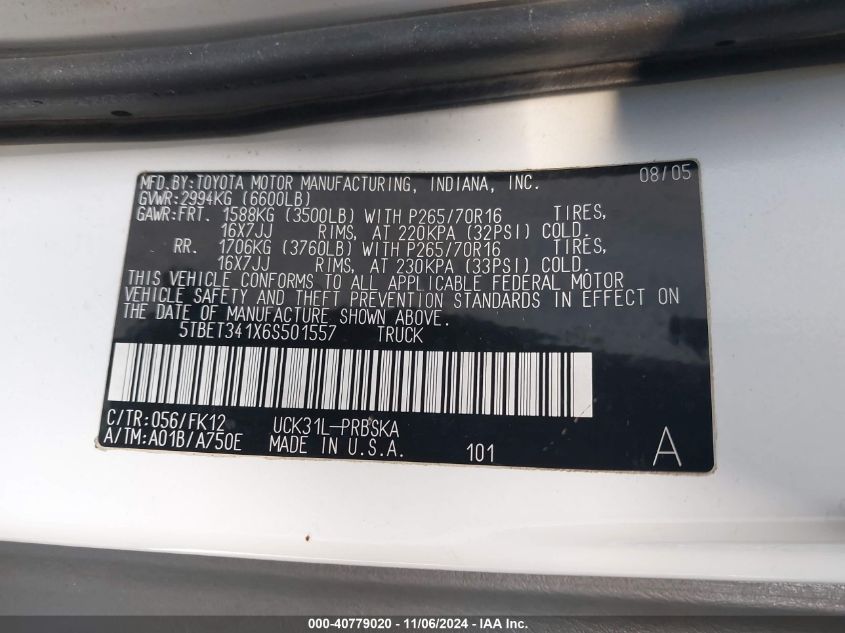 MFD.BY:TOYOTA MOTOR MANUFACTURING, INDIANA, INC. 08/05
GVWR:2994KG (6600LB)
GAWR:FRT. 1588KG (3500LB) WITH P265/70R16 TIRES,
16X7JJ RIMS, AT 220KPA (32PSI) COLD.
RR. 1706KG (3760LB) WITH P265/70R16 TIRES,
16X7JJ RIMS, AT 230KPA (33PSI) COLD.
THIS VEHICLE CONFORMS TO ALL APPLICABLE FEDERAL MOTOR
VEHICLE SAFETY AND THEFT PREVENTION STANDARDS IN EFFECT ON
THE DATE OF MANUFACTURE SHOWN ABOVE.
5TBET341X6S501557 TRUCK
C/TR:056/FK12 UCK31L-PRBSKA
A/TM:A01B/A750E MADE IN U.S.A. 101 A
000-40779020 - 11/06/2024 - IMPACT AUCTIONS, LLC